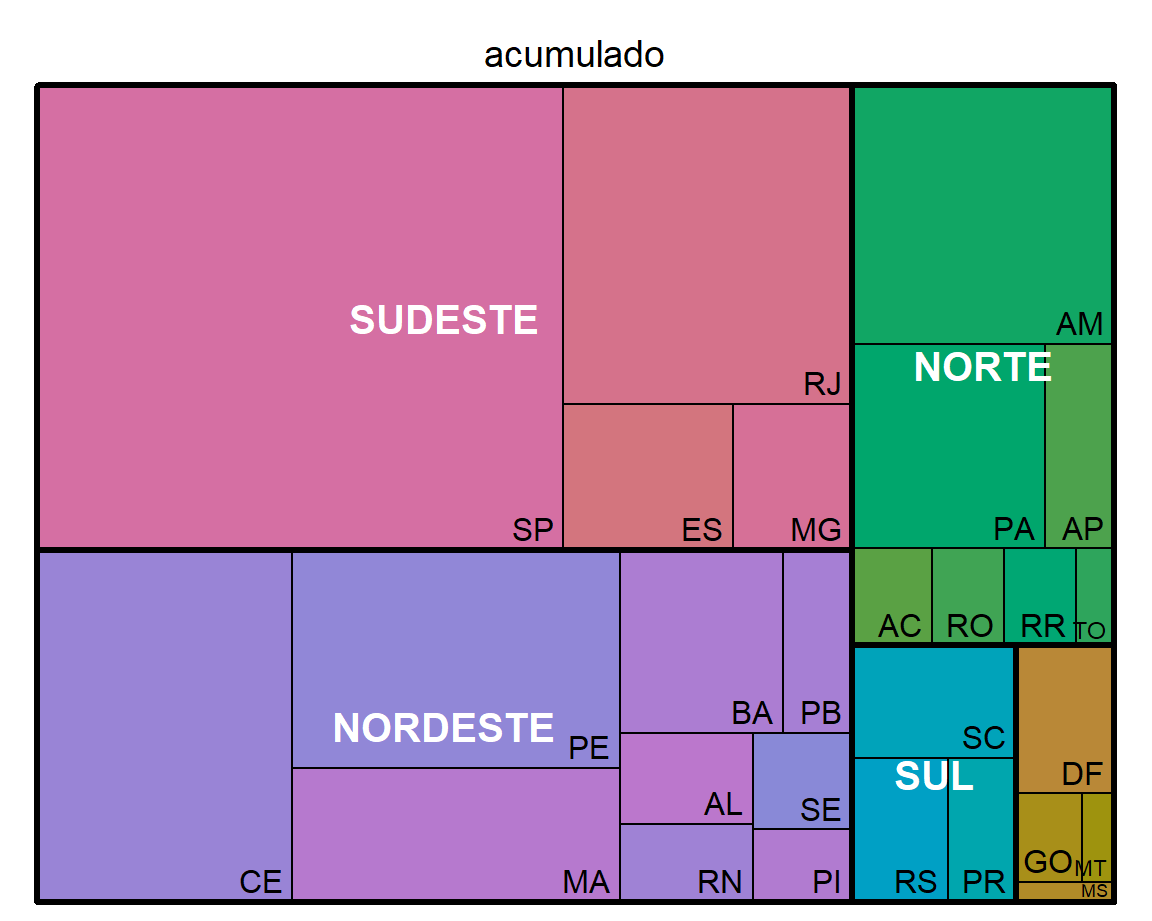 acumulado
SUDESTE
SP
RJ
ES
MG
NORDESTE
CE
PE
MA
BA
PB
AL
SE
RN
PI
NORTE
AM
PA
AP
AC
RO
RR
TO
SUL
SC
RS
PR
DF
GO
MT
MS